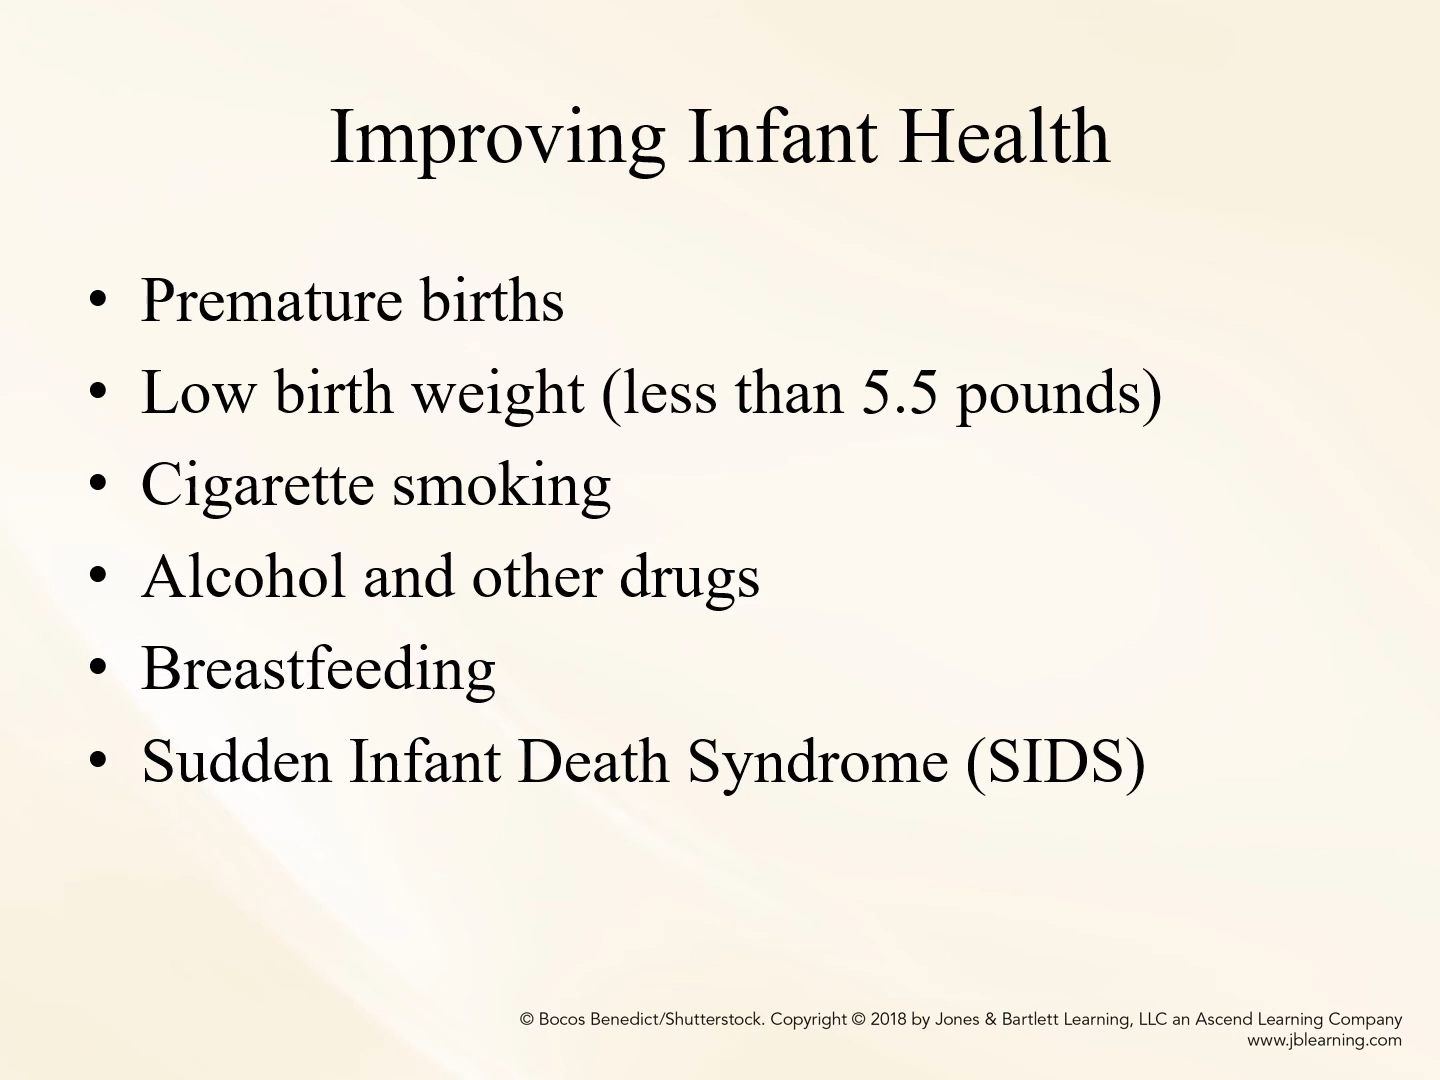 Improving Infant Health
• Premature births
• Low birth weight (less than 5.5 pounds)
• Cigarette smoking
• Alcohol and other drugs
• Breastfeeding
• Sudden Infant Death Syndrome (SIDS)
© Bocos Benedict/Shutterstock. Copyright © 2018 by Jones & Bartlett Learning, LLC an Ascend Learning Company
www.jblearning.com